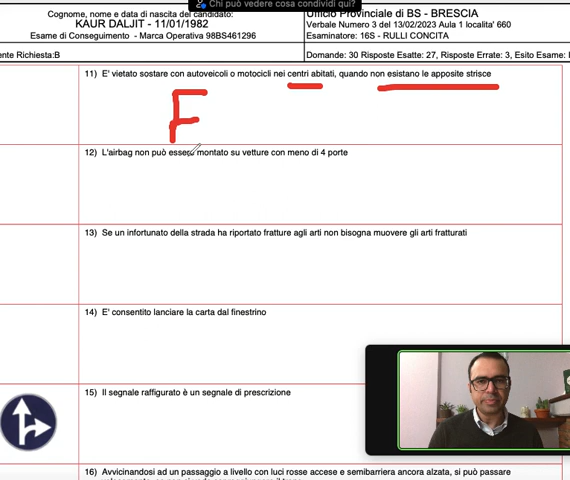 Chi può vedere cosa condividi qui?
Cognome, nome e data di nascita del candidato:
KAUR DALJIT - 11/01/1982
Esame di Conseguimento - Marca Operativa 98BS461296
Ufficio Provinciale di BS - BRESCIA
Verbale Numero 3 del 13/02/2023 Aula 1 localita' 660
Esaminatore: 16S - RULLI CONCITA
ente Richiesta:B
Domande: 30 Risposte Esatte: 27, Risposte Errate: 3, Esito Esame: I
11) E' vietato sostare con autoveicoli o motocicli nei centri abitati, quando non esistano le apposite strisce
F
12) L'airbag non può essere montato su vetture con meno di 4 porte
13) Se un infortunato della strada ha riportato fratture agli arti non bisogna muovere gli arti fratturati
14) E' consentito lanciare la carta dal finestrino
15) Il segnale raffigurato è un segnale di prescrizione
16) Avvicinandosi ad un passaggio a livello con luci rosse accese e semibarriera ancora alzata, si può passare